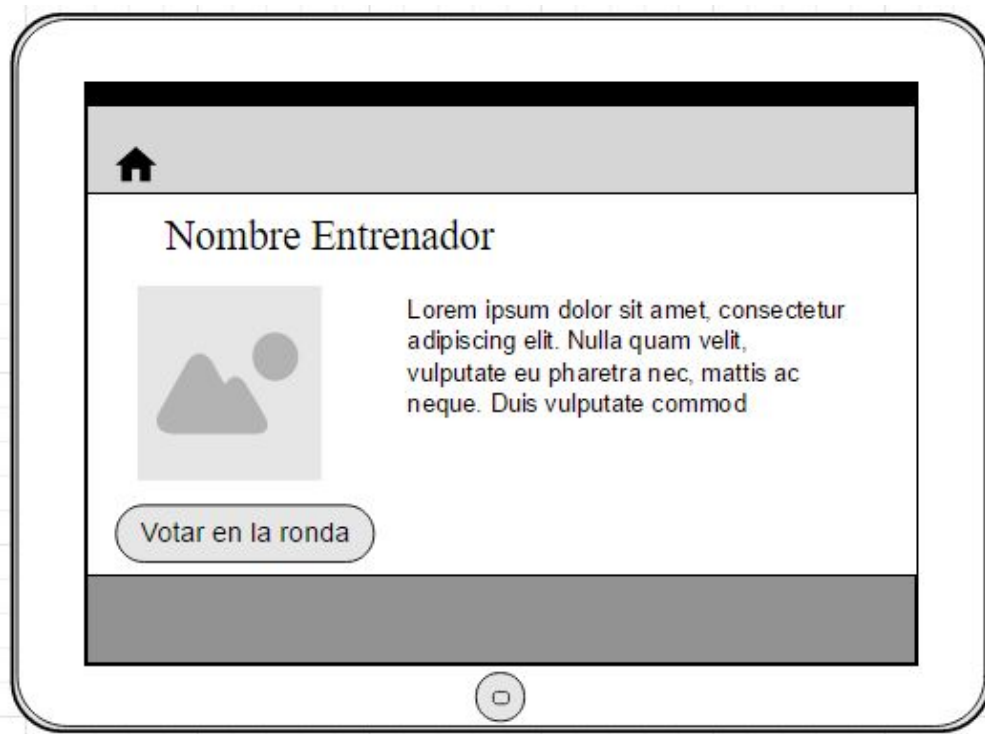 Nombre Entrenador
Lorem ipsum dolor sit amet, consectetur
adipiscing elit. Nulla quam velit,
vulputate eu pharetra nec, mattis ac
neque. Duis vulputate commod
Votar en la ronda